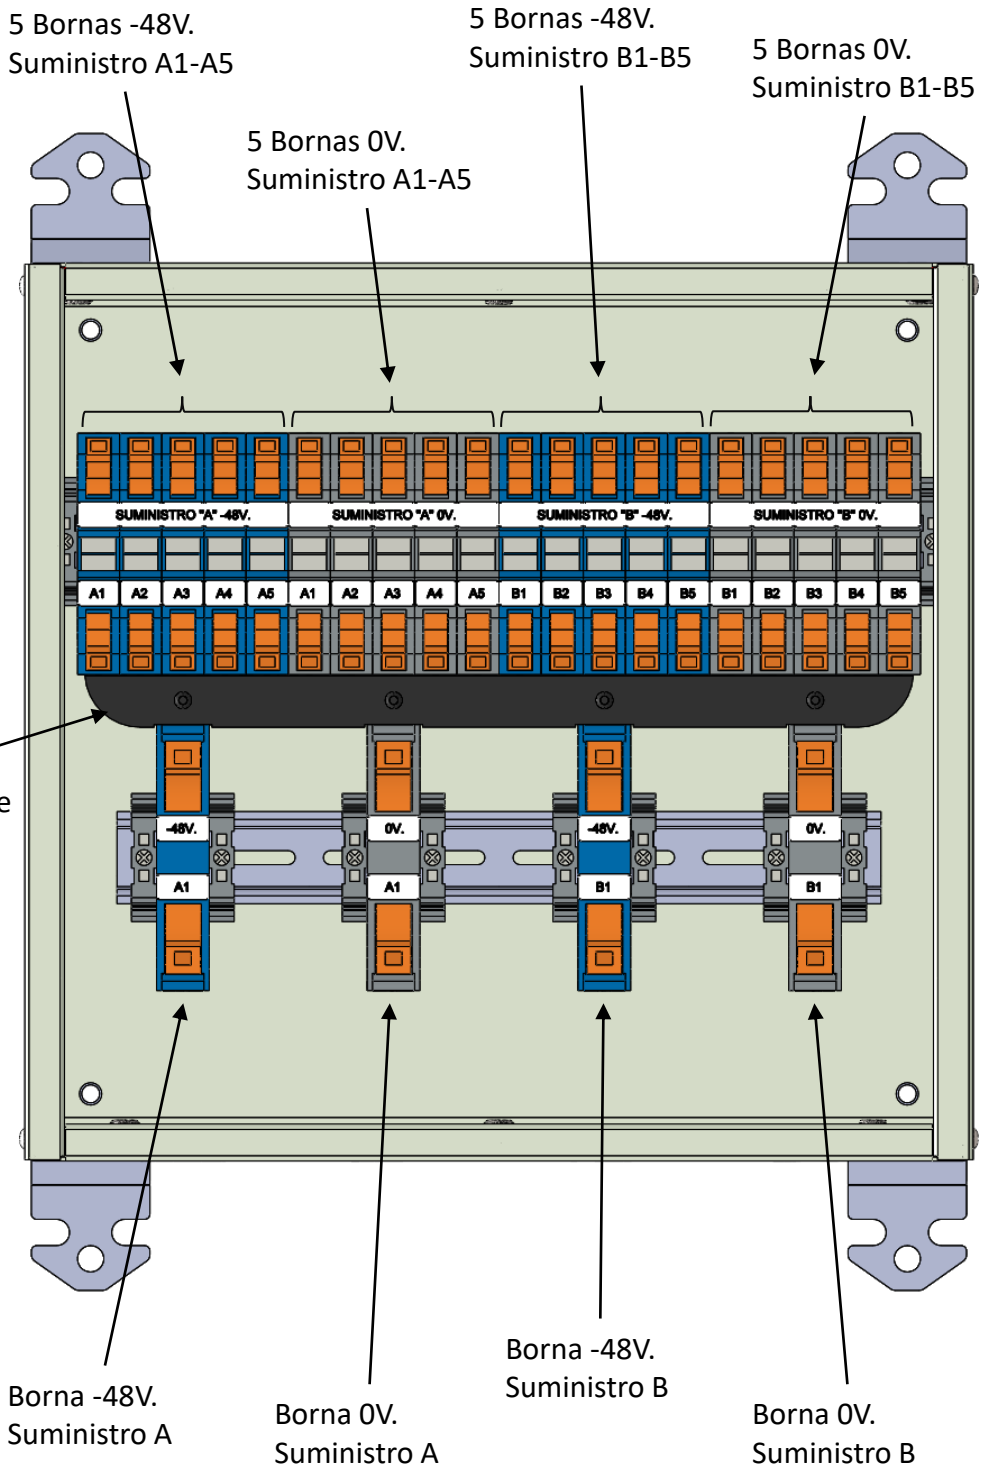 5 Bornas -48V.
Suministro A1-A5
5 Bornas -48V.
Suministro B1-B5
5 Bornas 0V.
Suministro B1-B5
5 Bornas 0V.
Suministro A1-A5
SUMINISTRO "A" -48V. SUMINISTRO "A" 0V. SUMINISTRO "B" -48V. SUMINISTRO "B" 0V.
A1 A2 A3 A4 A5 A1 A2 A3 A4 A5 B1 B2 B3 B4 B5 B1 B2 B3 B4 B5
e
-48V. 0V. -48V. 0V.
A1 A1 B1 B1
Borna -48V.
Suministro A
Borna 0V.
Suministro A
Borna -48V.
Suministro B
Borna 0V.
Suministro B